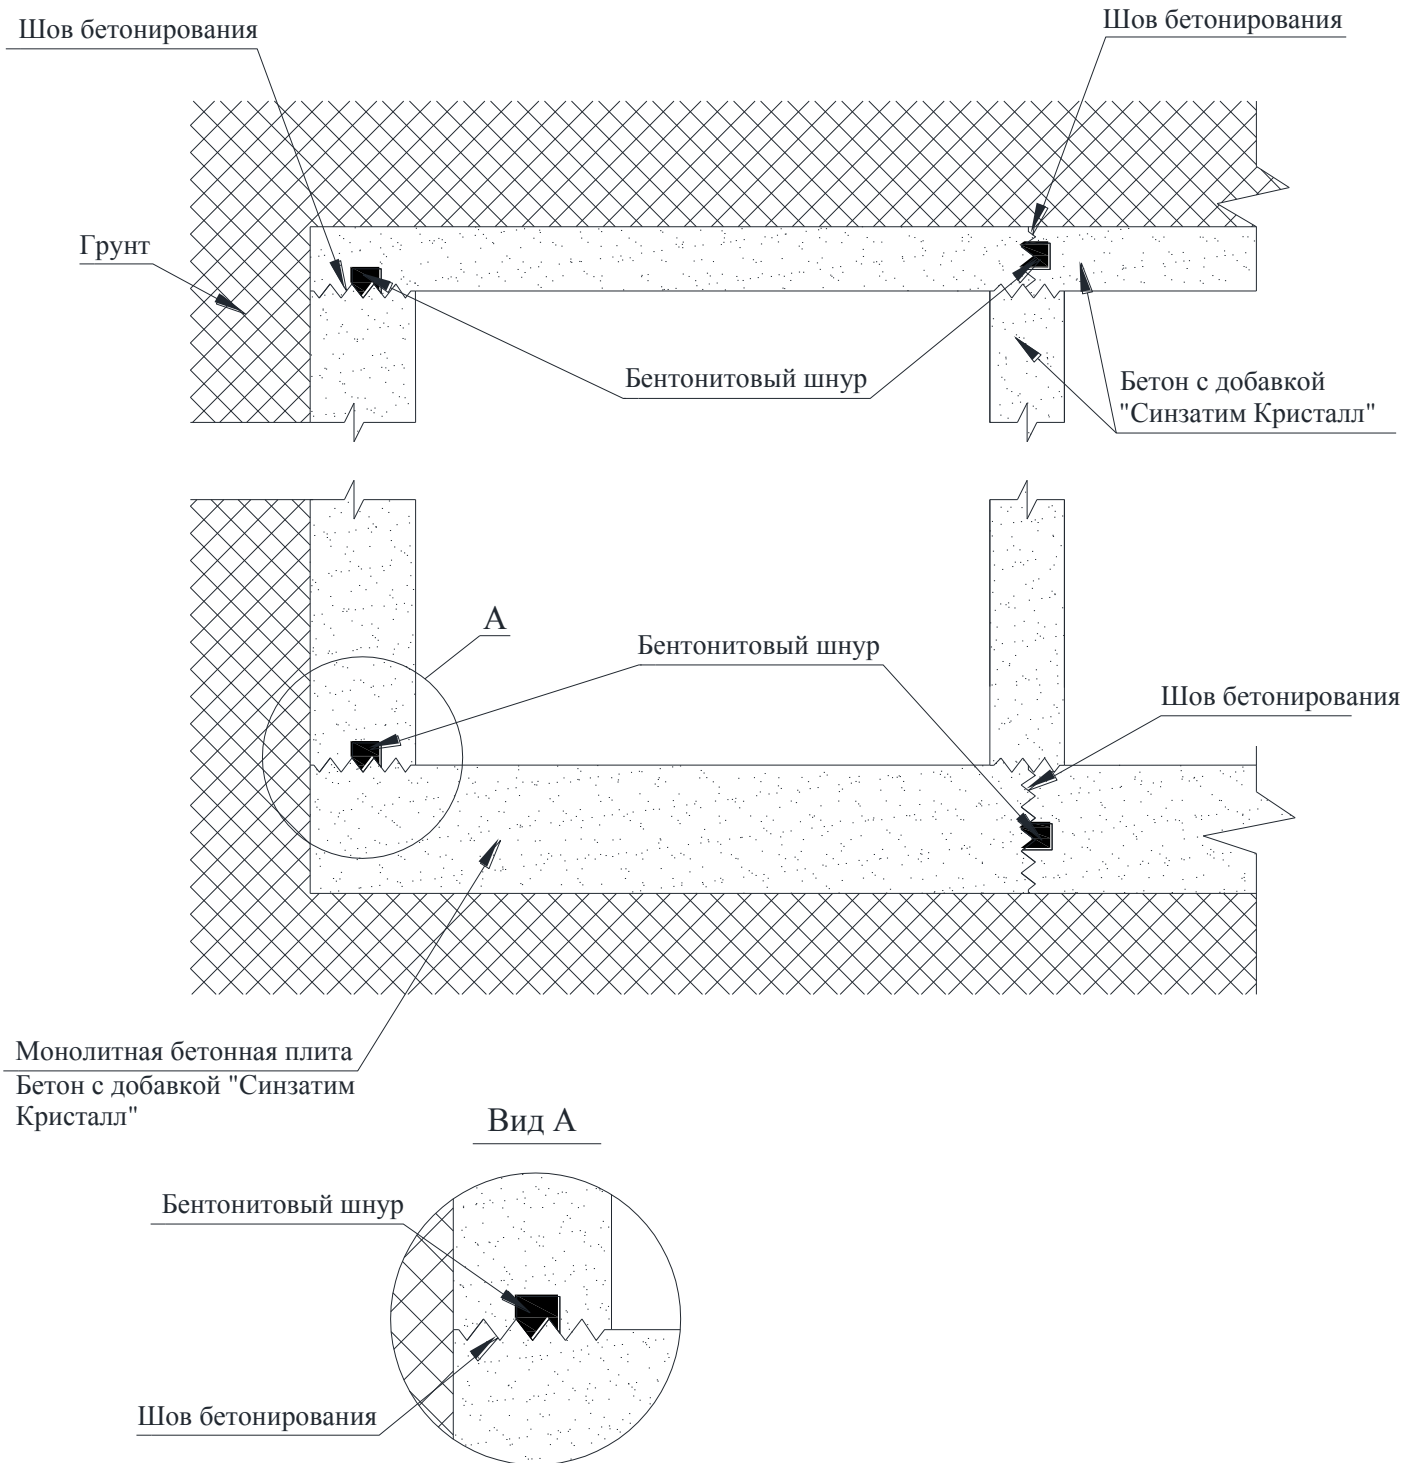 Шов бетонирования
Шов бетонирования
Грунт
Бентонитовый шнур
Бетон с добавкой
"Синзатим Кристалл"
А
Бентонитовый шнур
Шов бетонирования
Монолитная бетонная плита
Бетон с добавкой "Синзатим
Кристалл"
Вид А
Бентонитовый шнур
Шов бетонирования